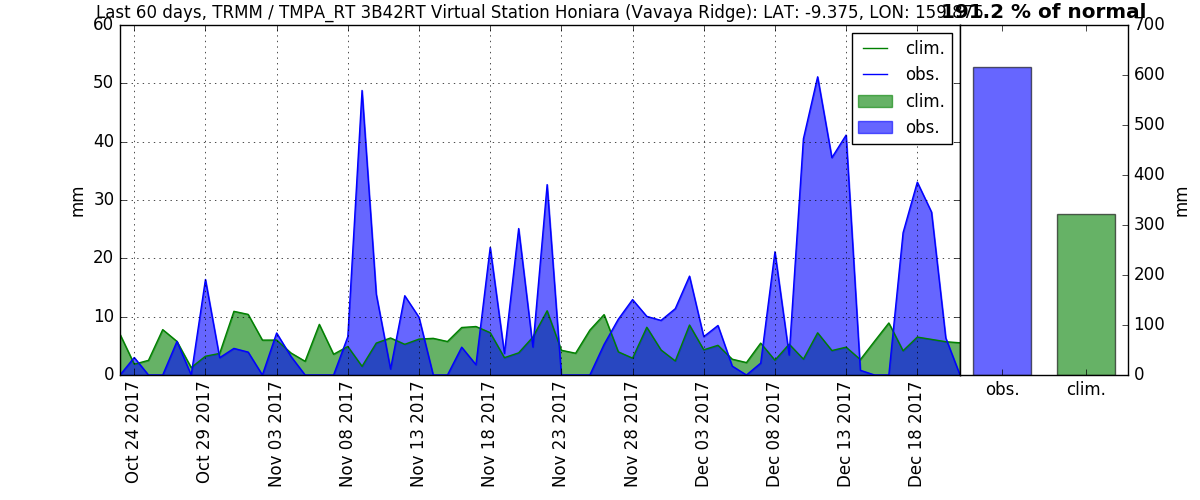 Last 60 days, TRMM / TMPA_RT 3B42RT Virtual Station Honiara (Vavaya Ridge): LAT: -9.375, LON:
191.2 % of normal
60
50
40
30
20
10
0
mm
clim.
obs.
clim.
obs.
700
600
500
400
300
200
100
0
mm
obs.
clim.
Oct 24 2017
Oct 29 2017
Nov 03 2017
Nov 08 2017
Nov 13 2017
Nov 18 2017
Nov 23 2017
Nov 28 2017
Dec 03 2017
Dec 08 2017
Dec 13 2017
Dec 18 2017